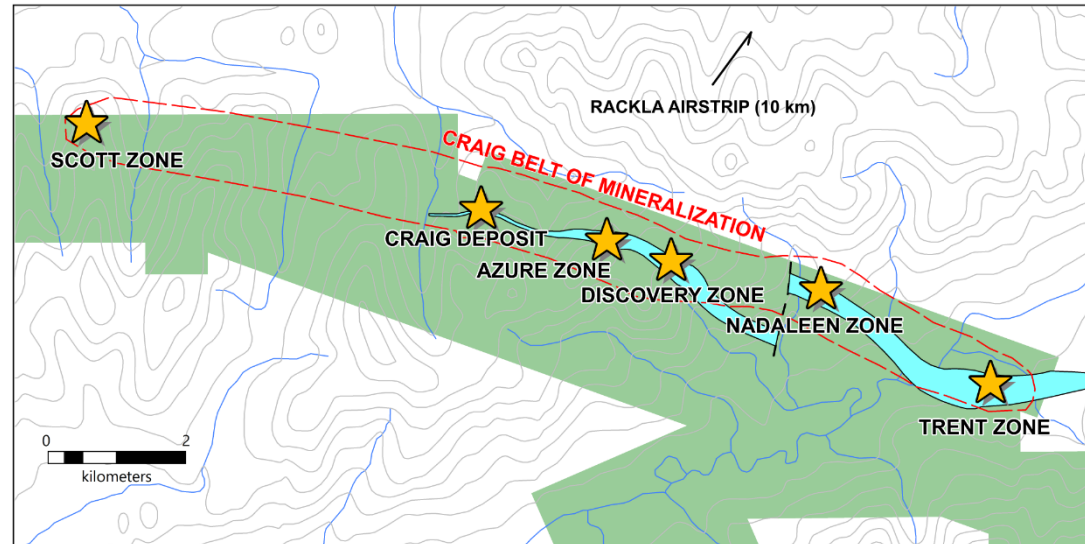 RACKLA AIRSTRIP (10 km)
SCOTT ZONE
CRAIG BELT OF MINERALIZATION
CRAIG DEPOSIT
AZURE ZONE
DISCOVERY ZONE
NADALEEN ZONE
TRENT ZONE
0 2
kilometers